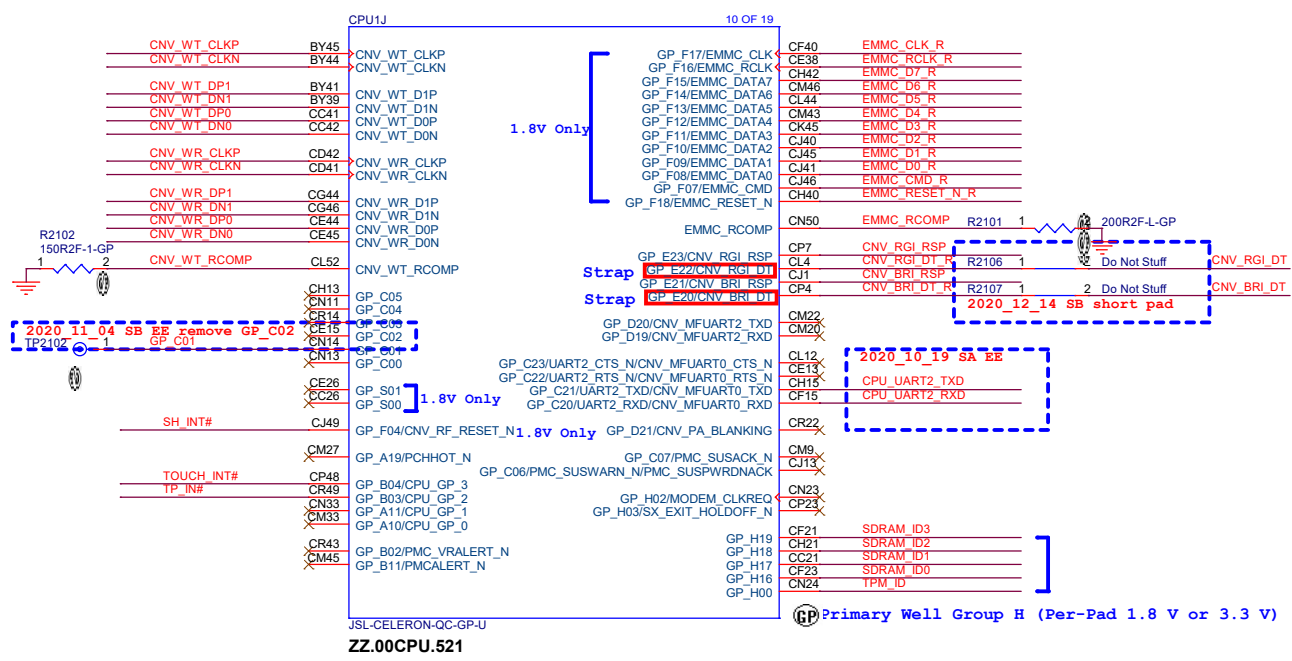 CPU1J
10 OF 19
CNV_WT_CLKP BY45 CNV_WT_CLKP
CNV_WT_CLKN BY44 CNV_WT_CLKN
CNV_WT_DP1 BY41 CNV_WT_D1P
CNV_WT_DN1 BY39 CNV_WT_D1N
CNV_WT_DP0 CC41 CNV_WT_D0P
CNV_WT_DN0 CC42 CNV_WT_D0N
CNV_WR_CLKP CD42 CNV_WR_CLKP
CNV_WR_CLKN CD41 CNV_WR_CLKN
CNV_WR_DP1 CG44 CNV_WR_D1P
CNV_WR_DN1 CG46 CNV_WR_D1N
CNV_WR_DP0 CE44 CNV_WR_D0P
CNV_WR_DN0 CE45 CNV_WR_D0N
R2102
150R2F-1-GP
1 2 CNV_WT_RCOMP CL52 CNV_WT_RCOMP
CH13 GP_C05
CN11 GP_C04
CR14 GP_C03
2020_11_04 SB EE remove GP_C02
CE15 GP_C02
TP2102 1 GP_C01 CN14 GP_C01
CN13 GP_C00
CE26 GP_S01
CC26 GP_S00
1.8V Only
SH_INT# CJ49 GP_F04/CNV_RF_RESET_N 1.8V Only
CM27 GP_A19/PCHHOT_N
TOUCH_INT# CP48 GP_B04/CPU_GP_3
TP_IN# CR49 GP_B03/CPU_GP_2
CN33 GP_A11/CPU_GP_1
CM33 GP_A10/CPU_GP_0
CR43 GP_B02/PMC_VRALERT_N
CM45 GP_B11/PMCALERT_N
1.8V Only
GP_F17/EMMC_CLK CF40 EMMC_CLK_R
GP_F16/EMMC_RCLK CE38 EMMC_RCLK_R
GP_F15/EMMC_DATA7 CH42 EMMC_D7_R
GP_F14/EMMC_DATA6 CM46 EMMC_D6_R
GP_F13/EMMC_DATA5 CL44 EMMC_D5_R
GP_F12/EMMC_DATA4 CM43 EMMC_D4_R
GP_F11/EMMC_DATA3 CK45 EMMC_D3_R
GP_F10/EMMC_DATA2 CJ40 EMMC_D2_R
GP_F09/EMMC_DATA1 CJ45 EMMC_D1_R
GP_F08/EMMC_DATA0 CJ41 EMMC_D0_R
GP_F07/EMMC_CMD CJ46 EMMC_CMD_R
GP_F18/EMMC_RESET_N CH40 EMMC_RESET_N_R
EMMC_RCOMP CN50 EMMC_RCOMP R2101 1 200R2F-L-GP
GP_E23/CNV_RGI_RSP CP7 CNV_RGI_RSP
Strap GP_E22/CNV_RGI_DT CL4 CNV_RGI_DT_R R2106 1 2 Do Not Stuff CNV_RGI_DT
GP_E21/CNV_BRI_RSP CJ1 CNV_BRI_RSP
Strap GP_E20/CNV_BRI_DT CP4 CNV_BRI_DT_R R2107 1 2 Do Not Stuff CNV_BRI_DT
2020_12_14 SB short pad
GP_D20/CNV_MFUART2_TXD CM22
GP_D19/CNV_MFUART2_RXD CM20
2020_10_19 SA EE
GP_C23/UART2_CTS_N/CNV_MFUART0_CTS_N CL12
GP_C22/UART2_RTS_N/CNV_MFUART0_RTS_N CE13
GP_C21/UART2_TXD/CNV_MFUART0_TXD CH15 CPU_UART2_TXD
GP_C20/UART2_RXD/CNV_MFUART0_RXD CF15 CPU_UART2_RXD
GP_D21/CNV_PA_BLANKING CR22
GP_C07/PMC_SUSACK_N CM9
GP_C06/PMC_SUSWARN_N/PMC_SUSPWRDNACK CJ13
GP_H02/MODEM_CLKREQ CN23
GP_H03/SX_EXIT_HOLDOFF_N CP23
GP_H19 CF21 SDRAM_ID3
GP_H18 CH21 SDRAM_ID2
GP_H17 CC21 SDRAM_ID1
GP_H16 CF23 SDRAM_ID0
GP_H00 CN24 TPM_ID
GP Primary Well Group H (Per-Pad 1.8 V or 3.3 V)
JSL-CELERON-QC-GP-U
ZZ.00CPU.521